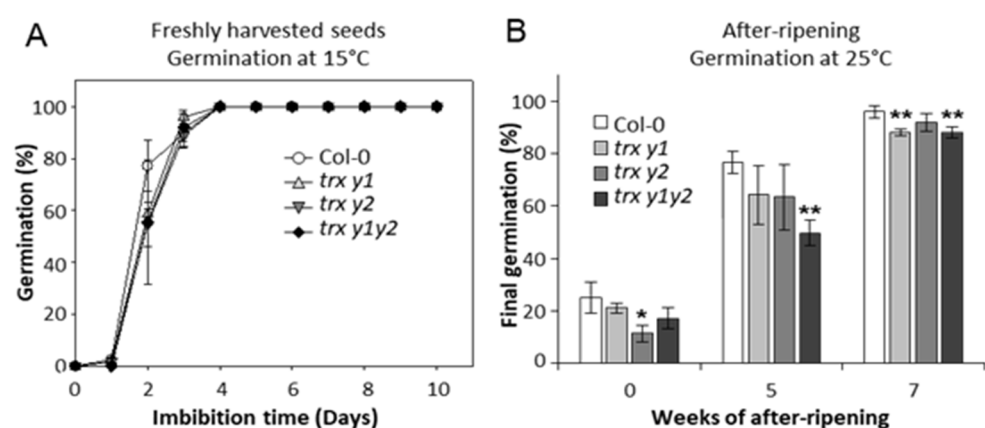 A
Freshly harvested seeds
Germination at 15°C
Germination (%)
100
80
60
40
20
0
Col-0
trx y1
trx y2
trx y1y2
0 2 4 6 8 10
Imbibition time (Days)
B
After-ripening
Germination at 25°C
Final germination (%)
100
80
60
40
20
0
Col-0
trx y1
trx y2
trx y1y2
*
**
** **
0 5 7
Weeks of after-ripening